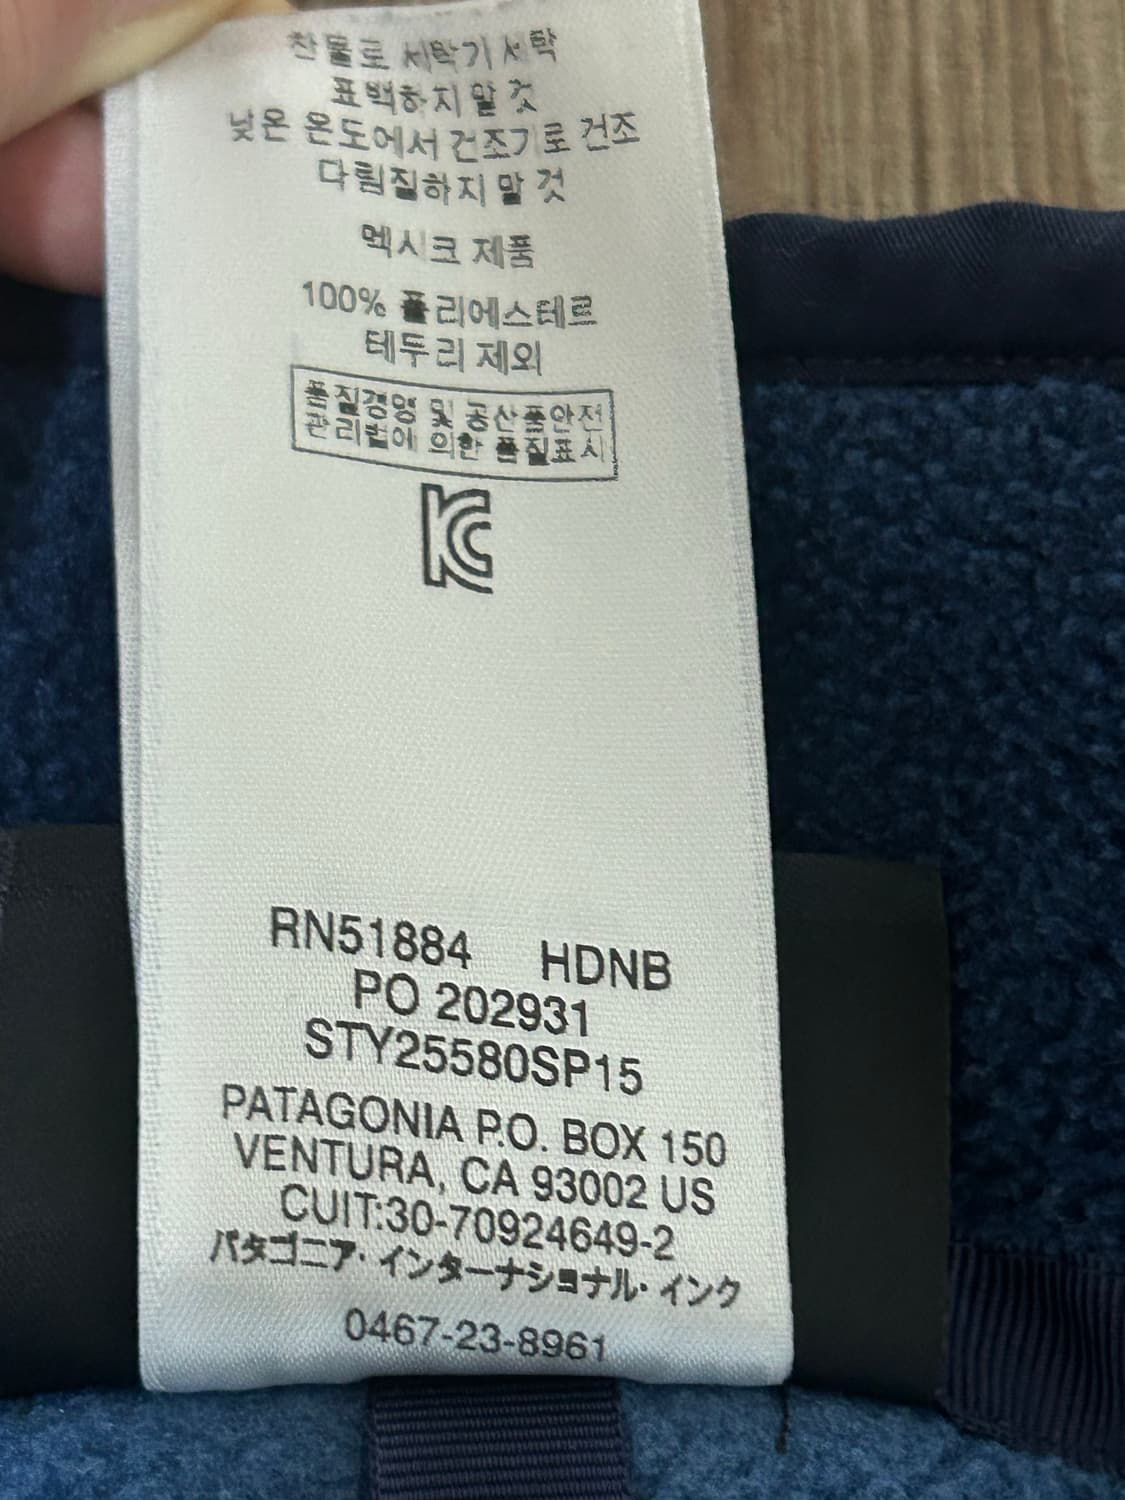 찬물로 세탁기 세탁
표백하지 말 것
낮은 온도에서 건조기로 건조
다림질하지 말 것
멕시코 제품
100% 폴리에스테르
테두리 제외
품질경영 및 공산품안전
관리법에 의한 품질표시
KC
RN51884 HDNB
PO 202931
STY25580SP15
PATAGONIA P.O. BOX 150
VENTURA, CA 93002 US
CUIT:30-70924649-2
パタゴニア・インターナショナル・インク
0467-23-8961